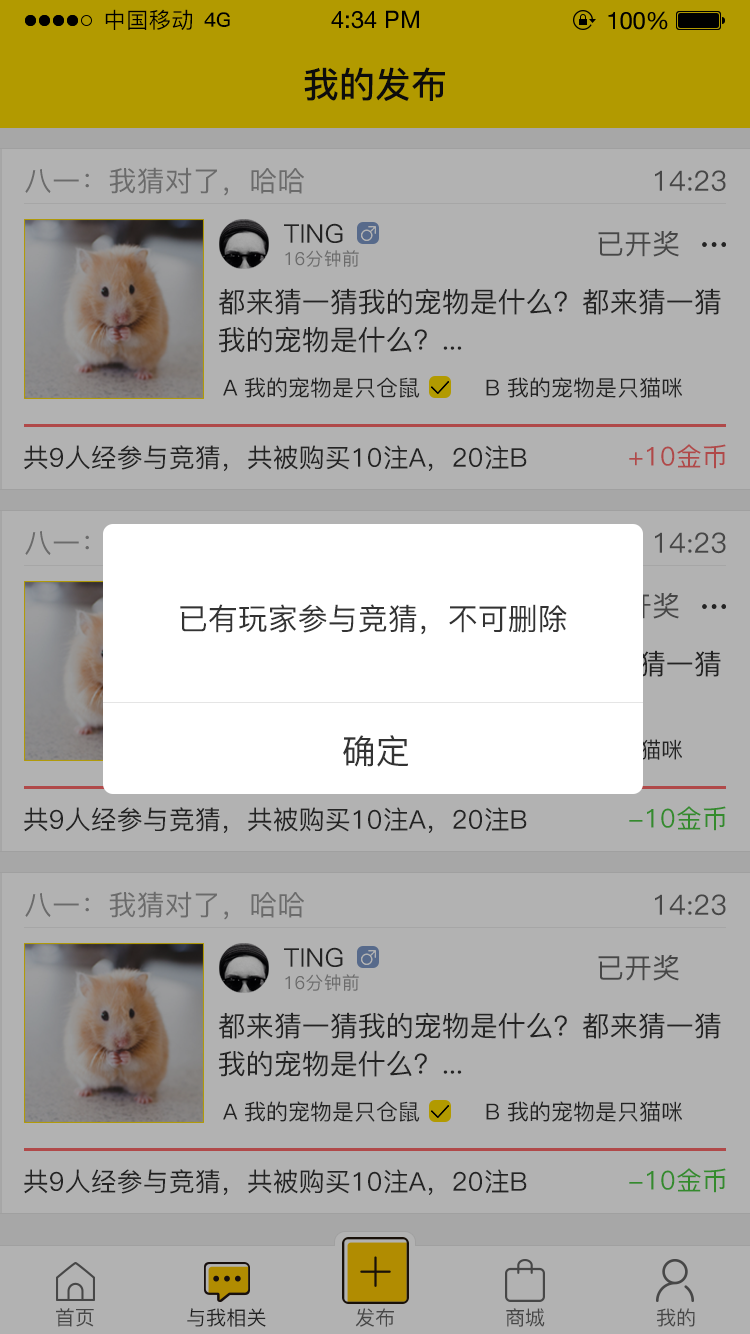 中国移动 4G 4:34 PM 100%
我的发布
八一：我猜对了，哈哈 14:23
TING 已开奖
16分钟前
都来猜一猜我的宠物是什么？都来猜一猜
我的宠物是什么？...
A 我的宠物是只仓鼠 B 我的宠物是只猫咪
共9人经参与竞猜，共被购买10注A，20注B +10金币
八一： 14:23
开奖
已有玩家参与竞猜，不可删除
猜一猜
确定
猫咪
共9人经参与竞猜，共被购买10注A，20注B -10金币
八一：我猜对了，哈哈 14:23
TING 已开奖
16分钟前
都来猜一猜我的宠物是什么？都来猜一猜
我的宠物是什么？...
A 我的宠物是只仓鼠 B 我的宠物是只猫咪
共9人经参与竞猜，共被购买10注A，20注B -10金币
首页 与我相关 发布 商城 我的